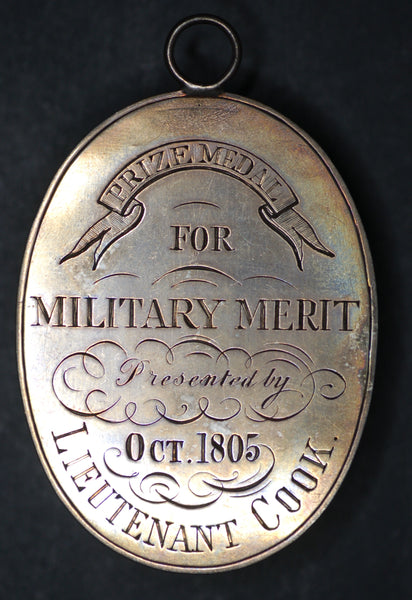 PRIZE MEDAL
FOR
MILITARY MERIT
Presented by
OCT. 1805
LIEUTENANT COOK.